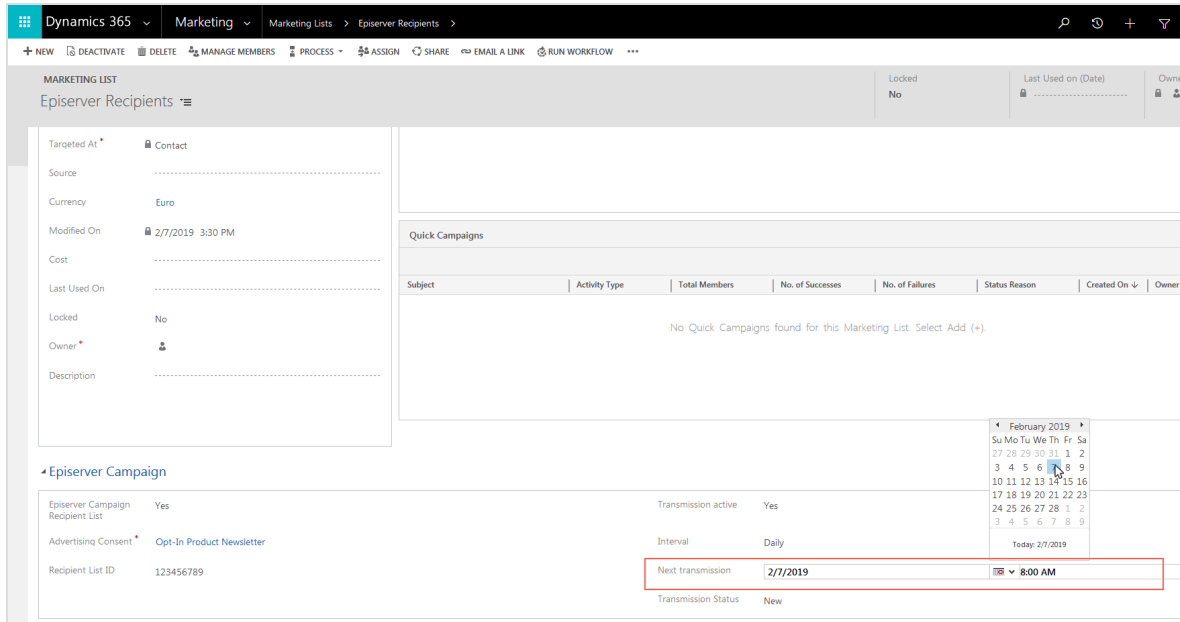 Dynamics 365 Marketing Marketing Lists > Episerver Recipients >
+ NEW DEACTIVATE DELETE MANAGE MEMBERS PROCESS ASSIGN SHARE EMAIL A LINK RUN WORKFLOW •••
MARKETING LIST
Episerver Recipients
Locked
No
Last Used on (Date)
Targeted At * Contact
Source
Currency Euro
Modified On 2/7/2019 3:30 PM
Cost
Last Used On
Locked No
Owner *
Description
Quick Campaigns
Subject Activity Type Total Members No. of Successes No. of Failures Status Reason Created On ↓ Owner
No Quick Campaigns found for this Marketing List. Select Add (+).
February 2019
Su Mo Tu We Th Fr Sa
27 28 29 30 31 1 2
3 4 5 6 7 8 9
10 11 12 13 14 15 16
17 18 19 20 21 22 23
24 25 26 27 28 1 2
3 4 5 6 7 8 9
Today: 2/7/2019
Episerver Campaign
Episerver Campaign
Recipient List
Yes
Transmission active Yes
Advertising Consent * Opt-In Product Newsletter
Interval Daily
Recipient List ID 123456789
Next transmission 2/7/2019 8:00 AM
Transmission Status New